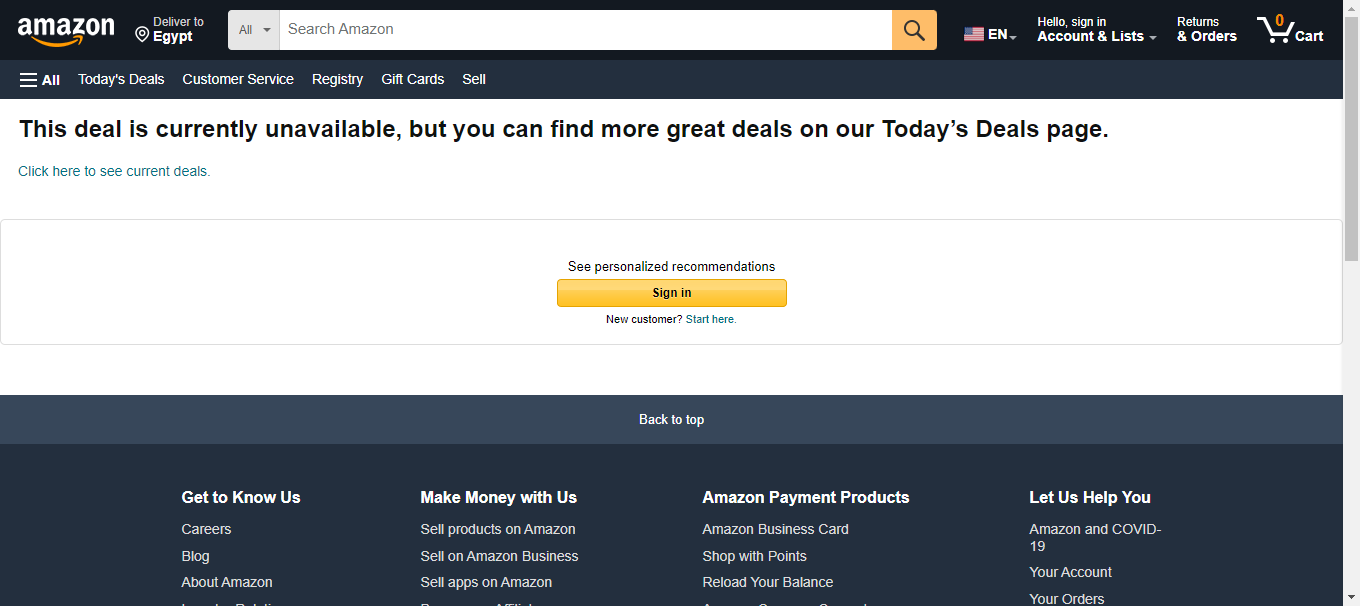 amazon
Deliver to
Egypt
All
Search Amazon
EN
Hello, sign in
Account & Lists
Returns
& Orders
0
Cart
All
Today's Deals
Customer Service
Registry
Gift Cards
Sell
This deal is currently unavailable, but you can find more great deals on our Today’s Deals page.
Click here to see current deals.
See personalized recommendations
Sign in
New customer? Start here.
Back to top
Get to Know Us
Careers
Blog
About Amazon
Make Money with Us
Sell products on Amazon
Sell on Amazon Business
Sell apps on Amazon
Amazon Payment Products
Amazon Business Card
Shop with Points
Reload Your Balance
Let Us Help You
Amazon and COVID-
19
Your Account
Your Orders